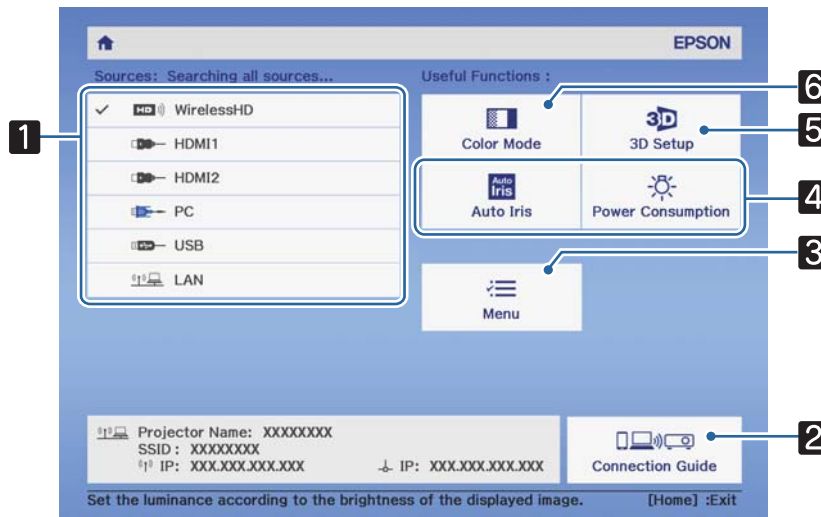 EPSON
Sources: Searching all sources...
Useful Functions :
WirelessHD
HDMI1
HDMI2
PC
USB
LAN
Color Mode
3D
3D Setup
Auto
Iris
Auto Iris
Power Consumption
Menu
Projector Name: XXXXXXXX
SSID : XXXXXXXX
IP: XXX.XXX.XXX.XXX
IP: XXX.XXX.XXX.XXX
Connection Guide
Set the luminance according to the brightness of the displayed image.
[Home] :Exit
1
6
5
4
3
2
HD